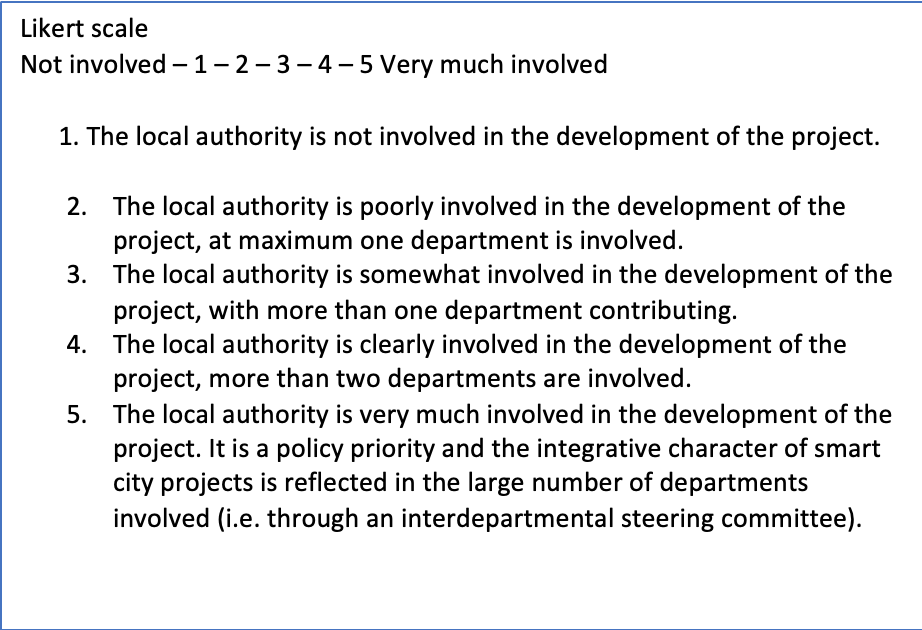 Likert scale
Not involved – 1 – 2 – 3 – 4 – 5 Very much involved
1. The local authority is not involved in the development of the project.
2. The local authority is poorly involved in the development of the
project, at maximum one department is involved.
3. The local authority is somewhat involved in the development of the
project, with more than one department contributing.
4. The local authority is clearly involved in the development of the
project, more than two departments are involved.
5. The local authority is very much involved in the development of the
project. It is a policy priority and the integrative character of smart
city projects is reflected in the large number of departments
involved (i.e. through an interdepartmental steering committee).